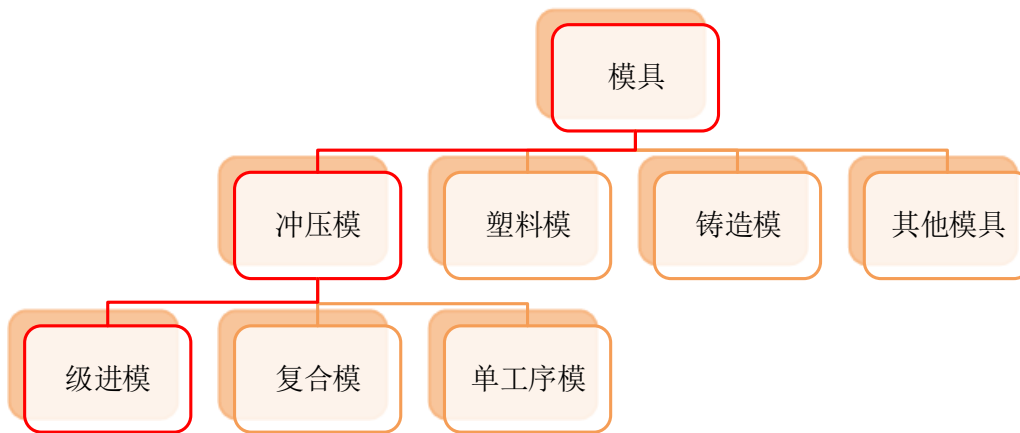 模具
冲压模
塑料模
铸造模
其他模具
级进模
复合模
单工序模